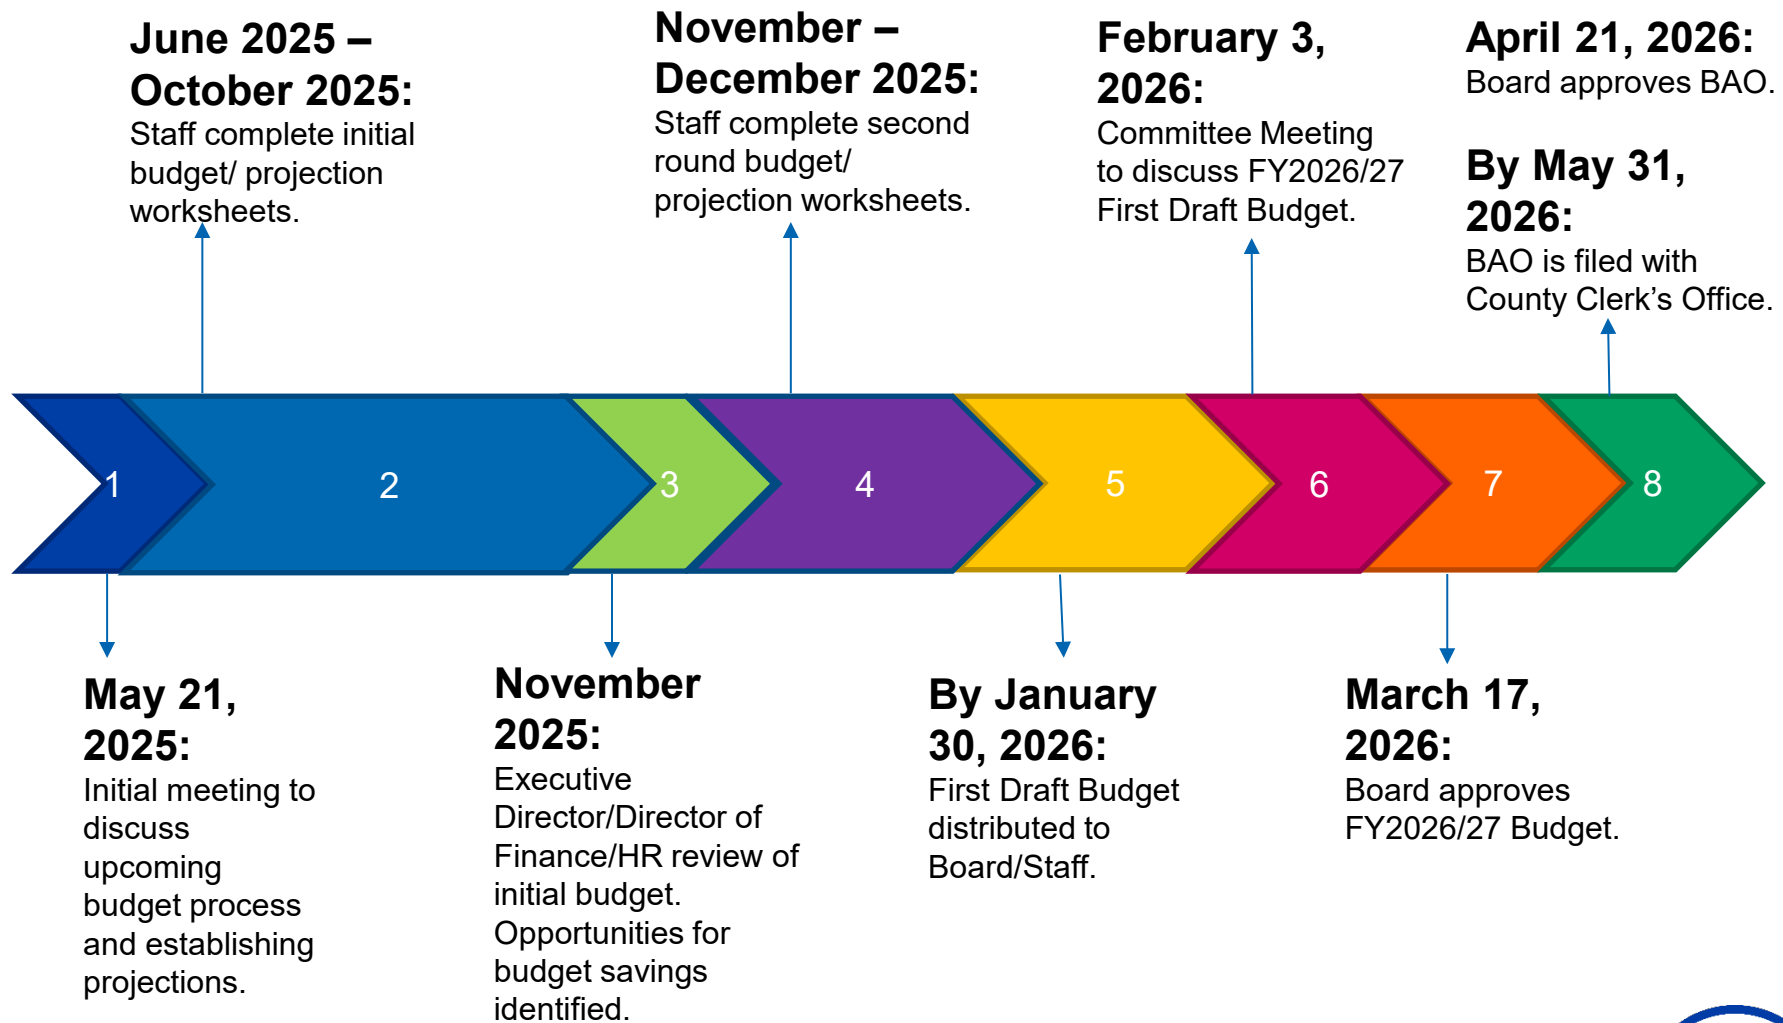 June 2025 –
October 2025:
Staff complete initial
budget/ projection
worksheets.
November –
December 2025:
Staff complete second
round budget/
projection worksheets.
February 3,
2026:
Committee Meeting
to discuss FY2026/27
First Draft Budget.
April 21, 2026:
Board approves BAO.
By May 31,
2026:
BAO is filed with
County Clerk’s Office.
1
2
3
4
5
6
7
8
May 21,
2025:
Initial meeting to
discuss
upcoming
budget process
and establishing
projections.
November
2025:
Executive
Director/Director of
Finance/HR review of
initial budget.
Opportunities for
budget savings
identified.
By January
30, 2026:
First Draft Budget
distributed to
Board/Staff.
March 17,
2026:
Board approves
FY2026/27 Budget.